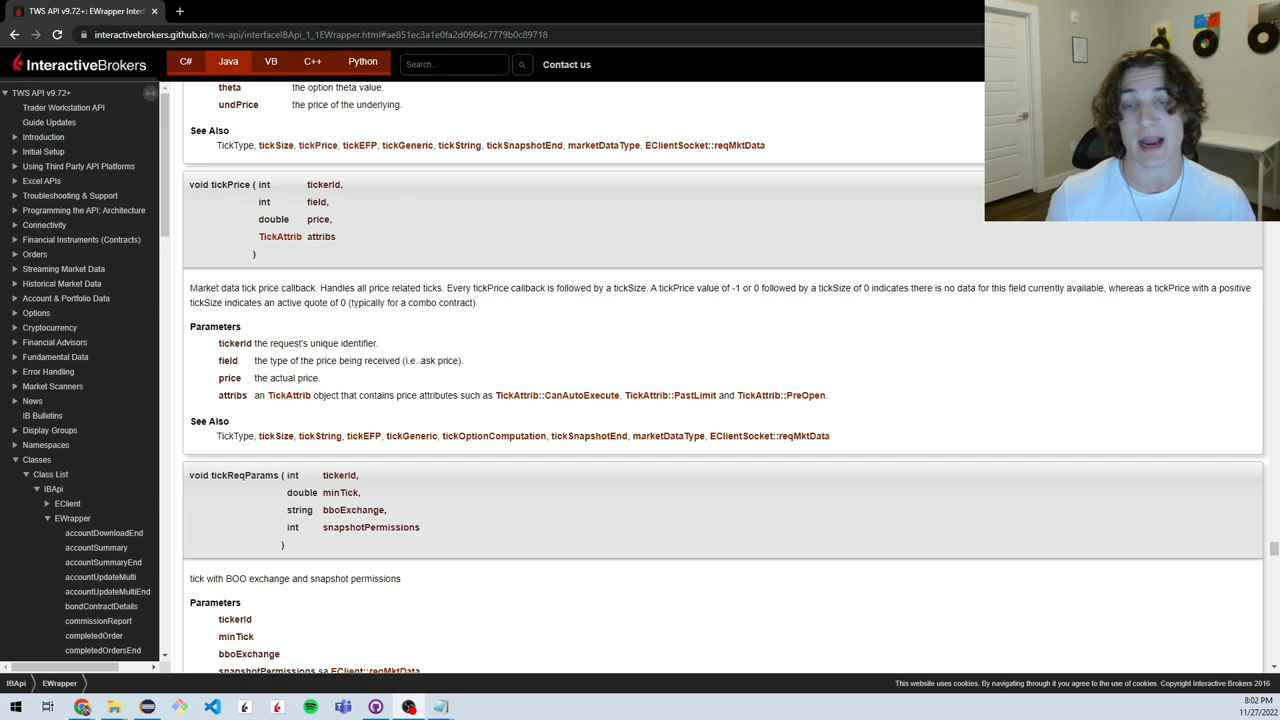 TWS API v9.72+: EWrapper Interf
interactivebrokers.github.io/tws-api/interfaceIBApi_1_1EWrapper.html#ae851ec3a1e0fa2d0964c7779b0c89718
InteractiveBrokers
C#
Java
VB
C++
Python
Search...
Contact us
TWS API v9.72+
Trader Workstation API
Guide Updates
Introduction
Initial Setup
Using Third Party API Platforms
Excel APIs
Troubleshooting & Support
Programming the API: Architecture
Connectivity
Financial Instruments (Contracts)
Orders
Streaming Market Data
Historical Market Data
Account & Portfolio Data
Options
Cryptocurrency
Financial Advisors
Fundamental Data
Error Handling
Market Scanners
News
IB Bulletins
Display Groups
Namespaces
Classes
Class List
IBApi
EClient
EWrapper
accountDownloadEnd
accountSummary
accountSummaryEnd
accountUpdateMulti
accountUpdateMultiEnd
bondContractDetails
commissionReport
completedOrder
completedOrdersEnd
theta the option theta value.
undPrice the price of the underlying.
See Also
TickType, tickSize, tickPrice, tickEFP, tickGeneric, tickString, tickSnapshotEnd, marketDataType, EClientSocket::reqMktData
void tickPrice ( int tickerId,
int field,
double price,
TickAttrib attribs
)
Market data tick price callback. Handles all price related ticks. Every tickPrice callback is followed by a tickSize. A tickPrice value of -1 or 0 followed by a tickSize of 0 indicates there is no data for this field currently available, whereas a tickPrice with a positive
tickSize indicates an active quote of 0 (typically for a combo contract).
Parameters
tickerId the request's unique identifier.
field the type of the price being received (i.e. ask price).
price the actual price.
attribs an TickAttrib object that contains price attributes such as TickAttrib::CanAutoExecute, TickAttrib::PastLimit and TickAttrib::PreOpen.
See Also
TickType, tickSize, tickString, tickEFP, tickGeneric, tickOptionComputation, tickSnapshotEnd, marketDataType, EClientSocket::reqMktData
void tickReqParams ( int tickerId,
double minTick,
string bboExchange,
int snapshotPermissions
)
tick with BOO exchange and snapshot permissions
Parameters
tickerId
minTick
bboExchange
snapshotPermissions sa EClient::reqMktData
IBApi
EWrapper
This website uses cookies. By navigating through it you agree to the use of cookies. Copyright Interactive Brokers 2016
8:02 PM
11/27/2022